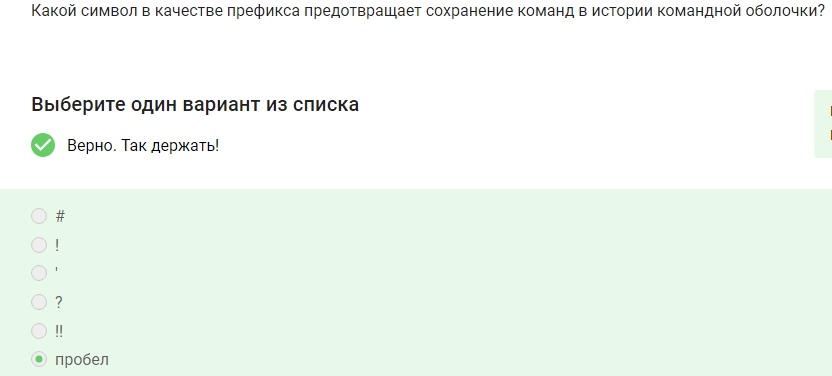 Какой символ в качестве префикса предотвращает сохранение команд в истории командной оболочки?
Выберите один вариант из списка
Верно. Так держать!
#
!
'
?
!!
пробел